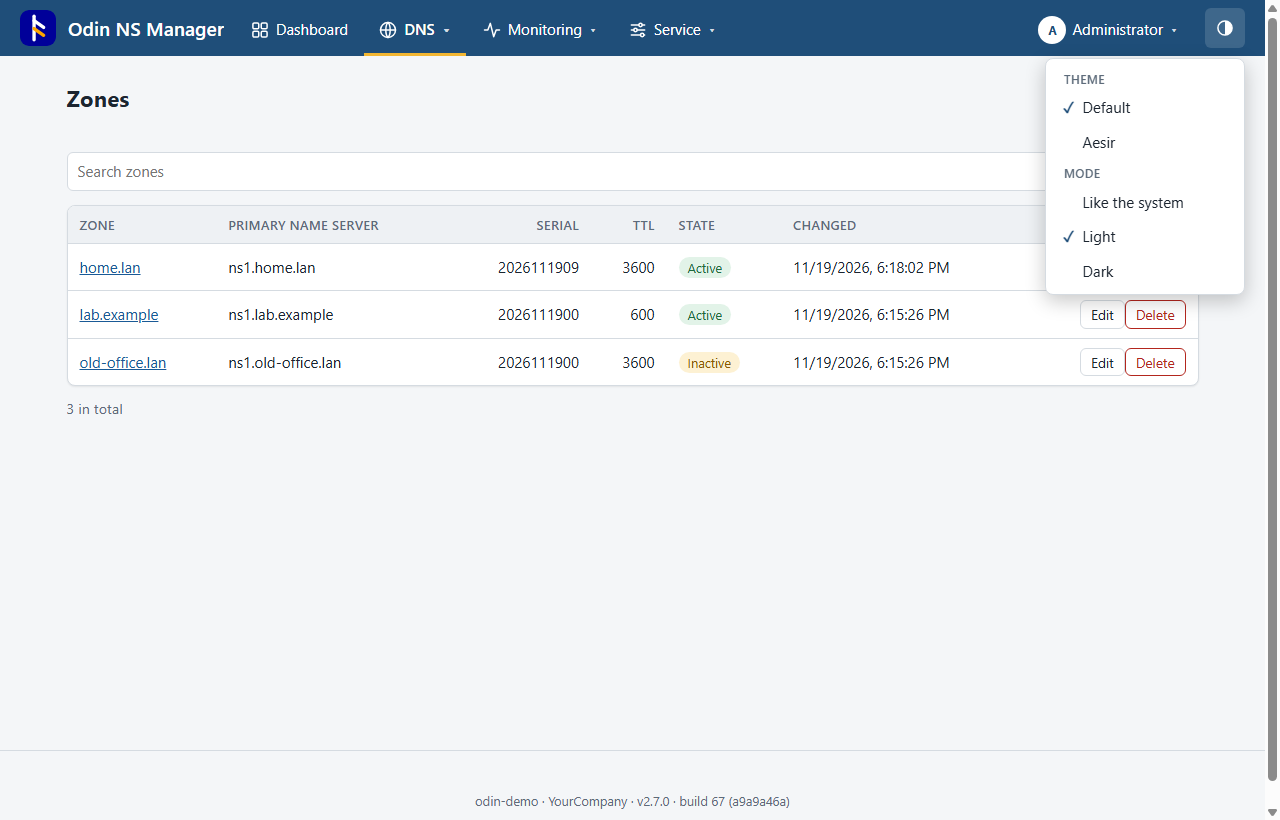 Odin NS Manager Dashboard DNS Monitoring Service A Administrator
THEME
✓ Default
Aesir
MODE
Like the system
✓ Light
Dark
Zones
Search zones
ZONE PRIMARY NAME SERVER SERIAL TTL STATE CHANGED
home.lan ns1.home.lan 2026111909 3600 Active 11/19/2026, 6:18:02 PM
lab.example ns1.lab.example 2026111900 600 Active 11/19/2026, 6:15:26 PM Edit Delete
old-office.lan ns1.old-office.lan 2026111900 3600 Inactive 11/19/2026, 6:15:26 PM Edit Delete
3 in total
odin-demo · YourCompany · v2.7.0 · build 67 (a9a9a46a)